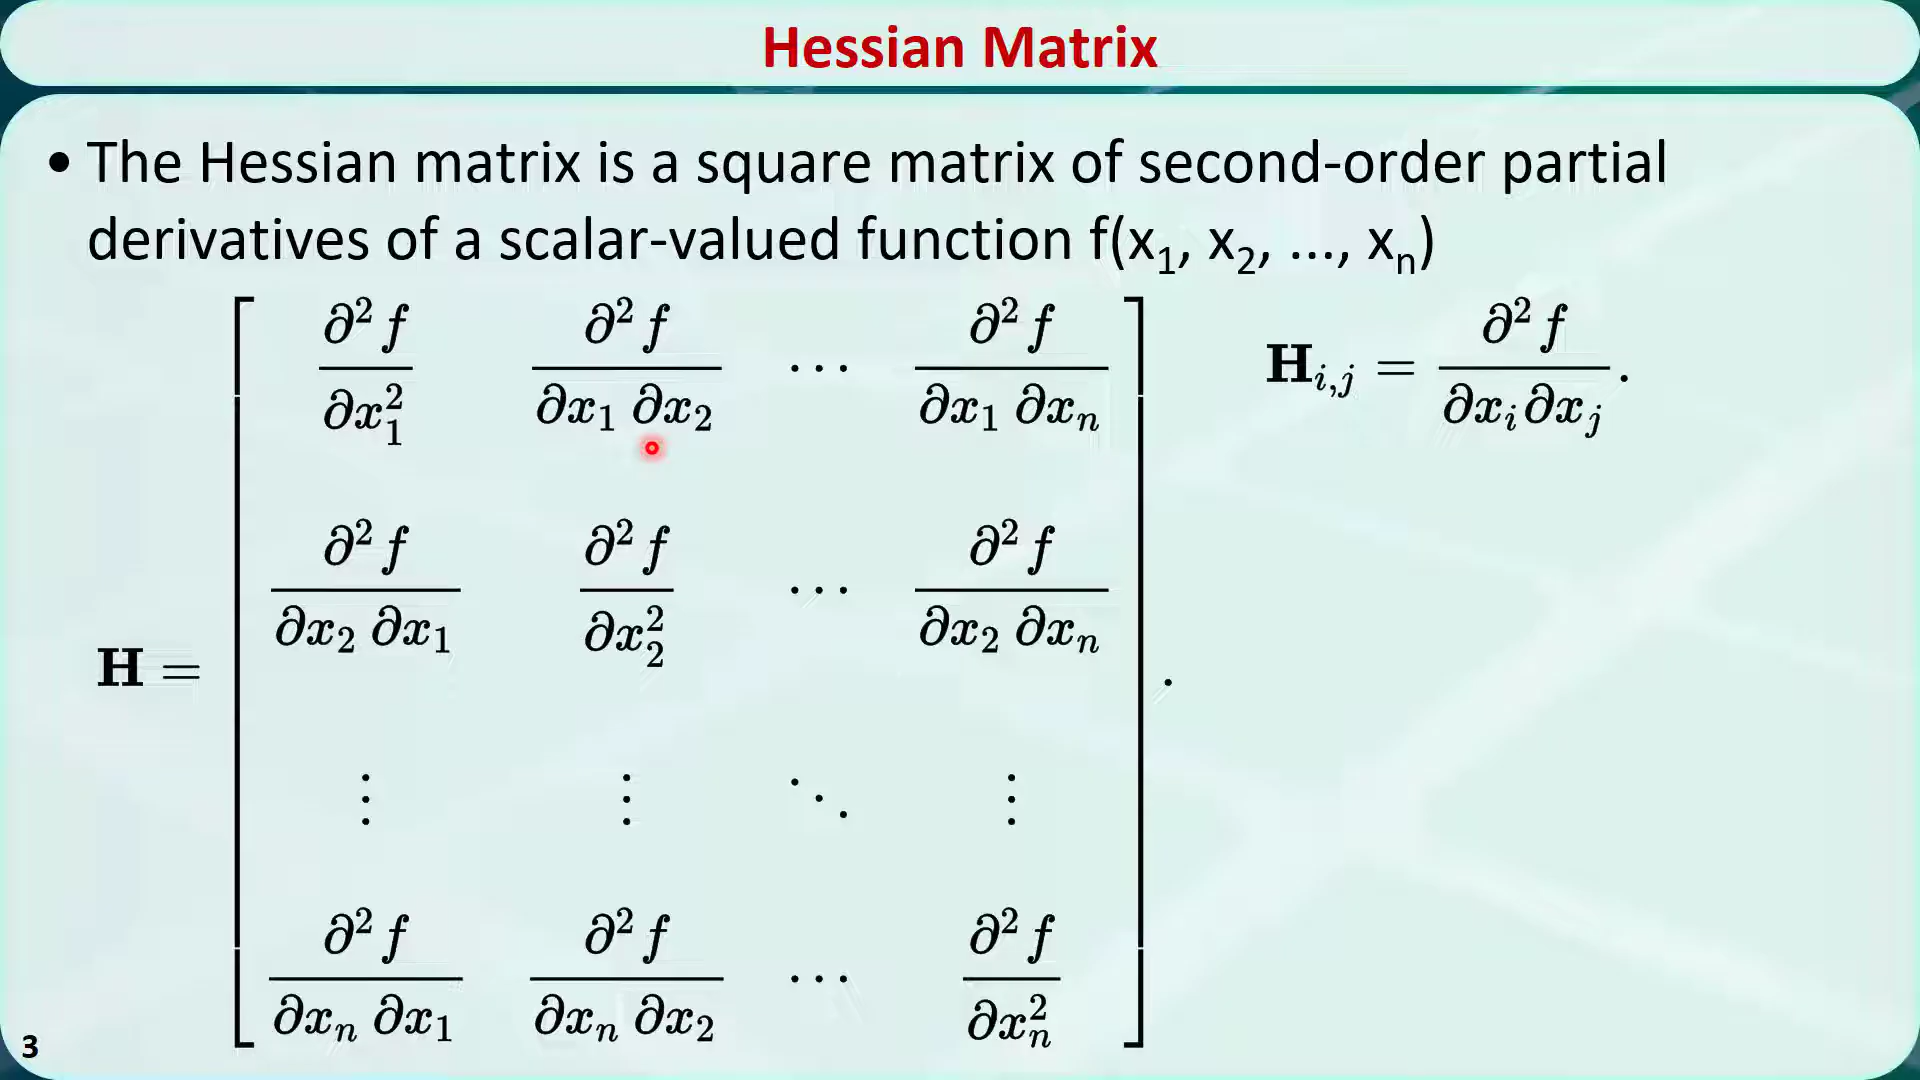 Hessian Matrix
• The Hessian matrix is a square matrix of second-order partial
derivatives of a scalar-valued function f(x₁, x₂, ..., xₙ)
H = [ ∂²f/∂x₁²  ∂²f/∂x₁ ∂x₂  ⋯  ∂²f/∂x₁ ∂xₙ
∂²f/∂x₂ ∂x₁  ∂²f/∂x₂²  ⋯  ∂²f/∂x₂ ∂xₙ
⋮  ⋮  ⋱  ⋮
∂²f/∂xₙ ∂x₁  ∂²f/∂xₙ ∂x₂  ⋯  ∂²f/∂xₙ² ] .
H_{i,j} = ∂²f/∂xᵢ∂xⱼ .
3